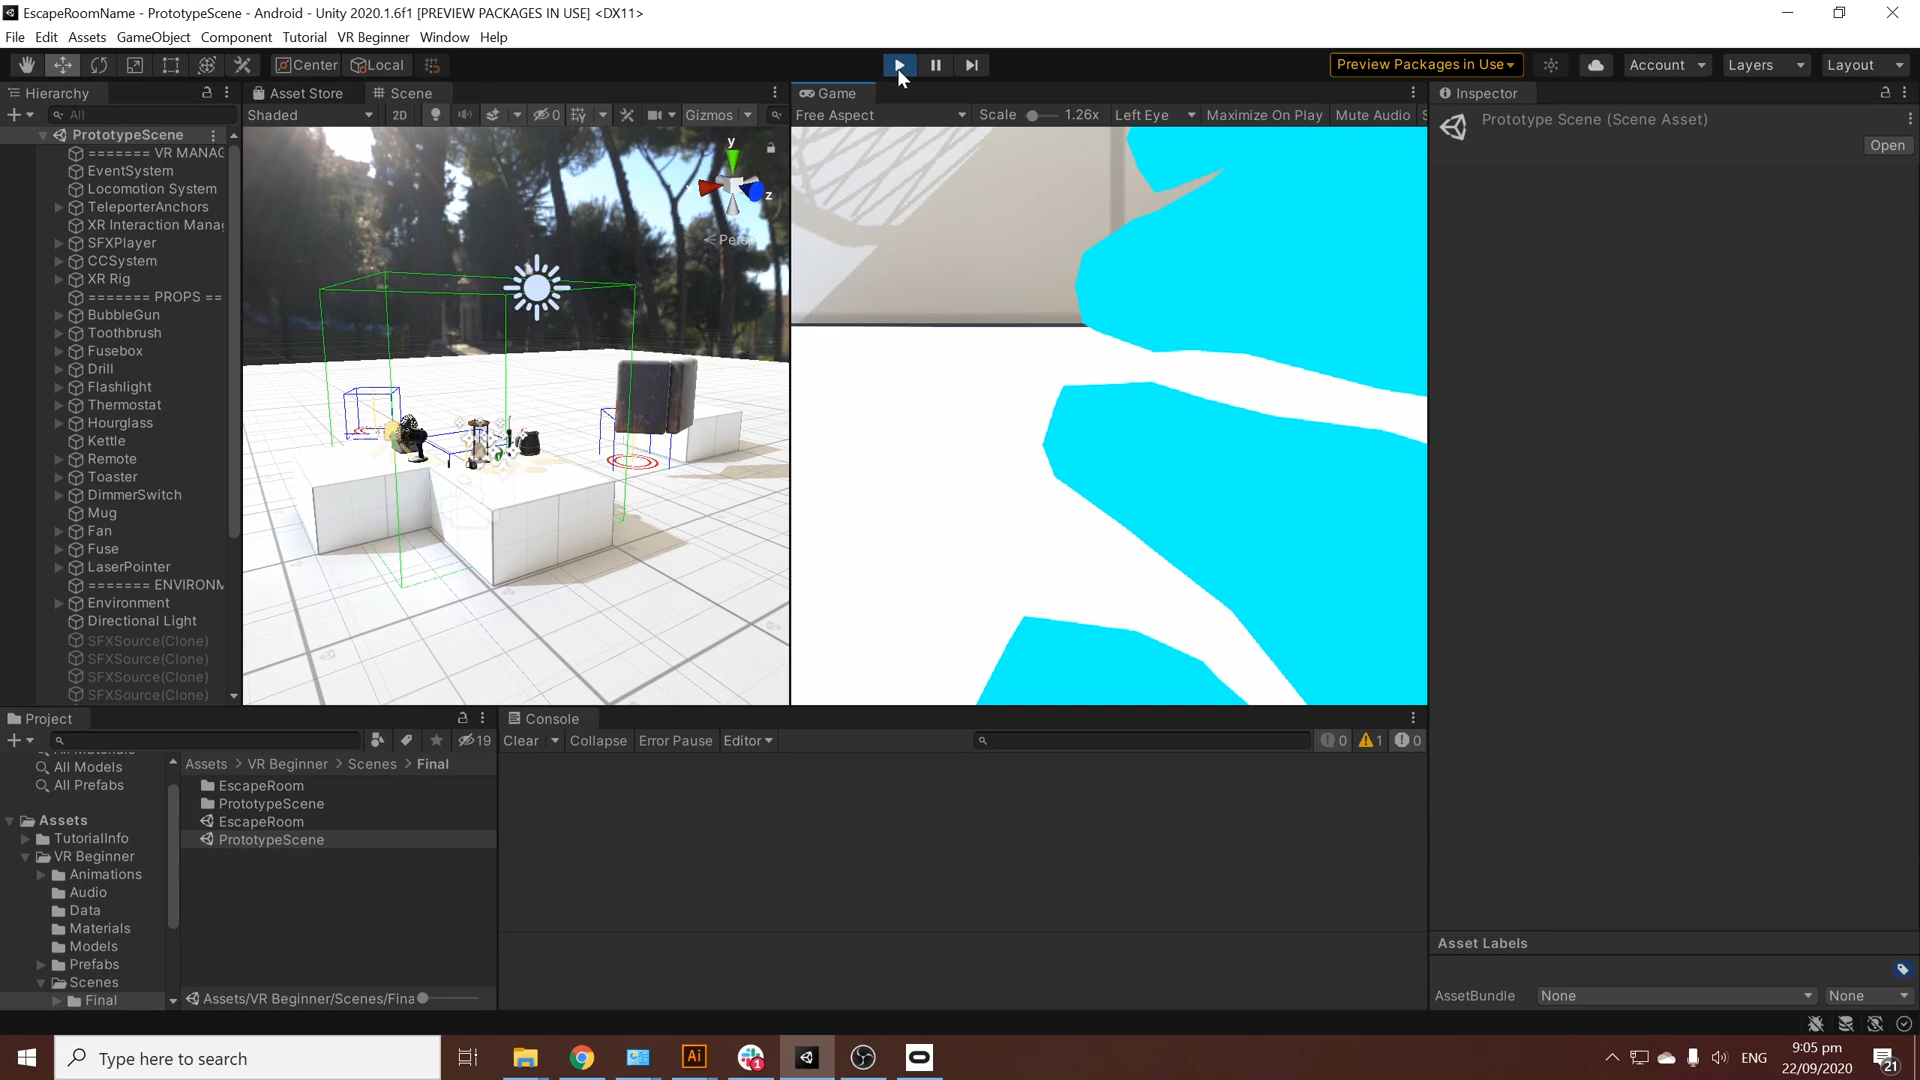 EscapeRoomName - PrototypeScene - Android - Unity 2020.1.6f1 [PREVIEW PACKAGES IN USE] <DX11>
File Edit Assets GameObject Component Tutorial VR Beginner Window Help
Center Local
Preview Packages in Use Account Layers Layout
Hierarchy
All
PrototypeScene
======= VR MANAG
EventSystem
Locomotion System
TeleporterAnchors
XR Interaction Manag
SFXPlayer
CCSystem
XR Rig
======= PROPS ==
BubbleGun
Toothbrush
Fusebox
Drill
Flashlight
Thermostat
Hourglass
Kettle
Remote
Toaster
DimmerSwitch
Mug
Fan
Fuse
LaserPointer
======= ENVIRONM
Environment
Directional Light
SFXSource(Clone)
SFXSource(Clone)
SFXSource(Clone)
SFXSource(Clone)
Asset Store Scene
Shaded 2D 0 Gizmos
y
z
Persp
Game
Free Aspect Scale 1.26x Left Eye Maximize On Play Mute Audio
Inspector
Prototype Scene (Scene Asset)
Open
Project
19
All Models
All Prefabs
Assets
TutorialInfo
VR Beginner
Animations
Audio
Data
Materials
Models
Prefabs
Scenes
Final
Assets > VR Beginner > Scenes > Final
EscapeRoom
PrototypeScene
EscapeRoom
PrototypeScene
Assets/VR Beginner/Scenes/Fina
Console
Clear Collapse Error Pause Editor 0 1 0
Asset Labels
AssetBundle None None
Type here to search
Ai
1
ENG
9:05 pm
22/09/2020
21